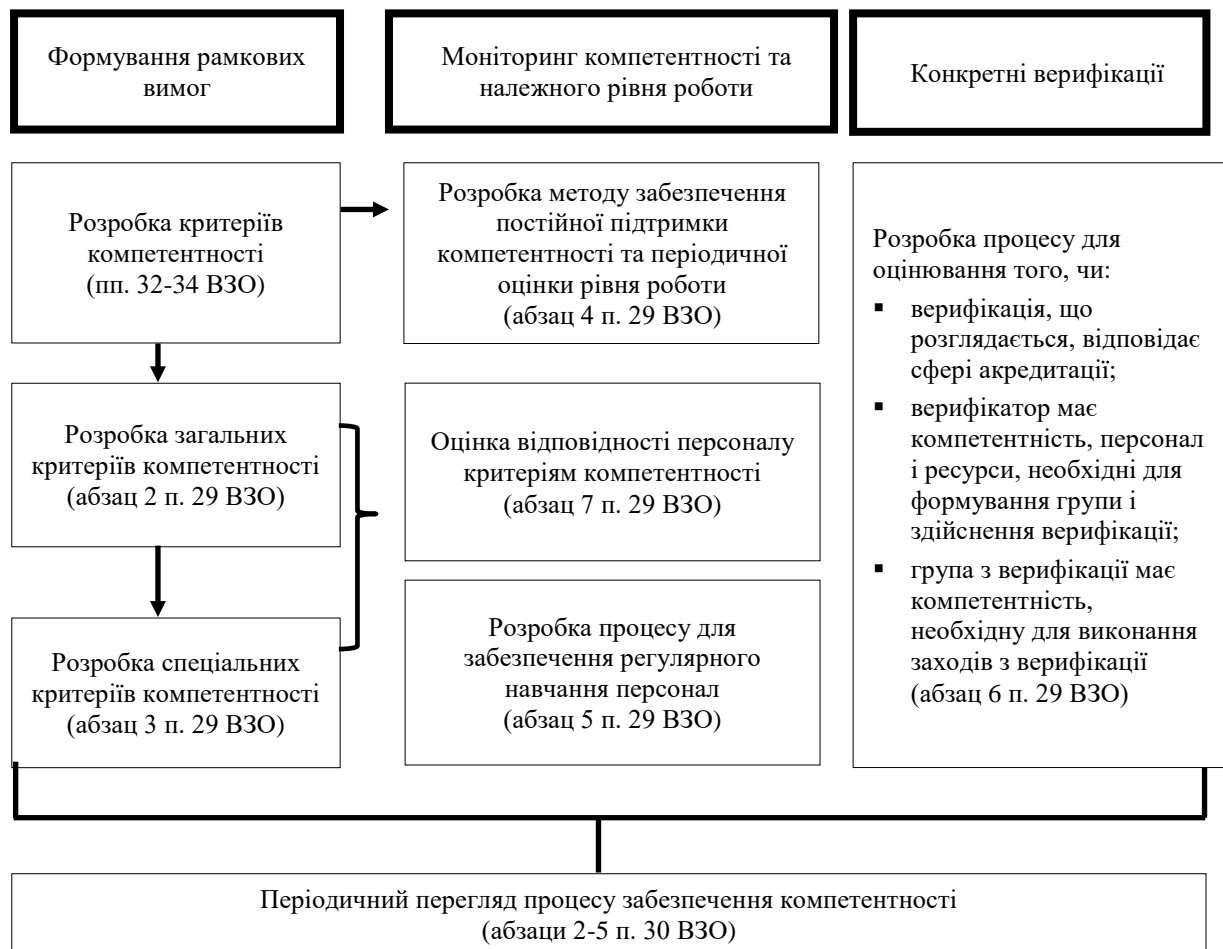 Формування рамкових
вимог
Моніторинг компетентності та
належного рівня роботи
Конкретні верифікації
Розробка критеріїв
компетентності
(пп. 32-34 ВЗО)
Розробка методу забезпечення
постійної підтримки
компетентності та періодичної
оцінки рівня роботи
(абзац 4 п. 29 ВЗО)
Розробка загальних
критеріїв компетентності
(абзац 2 п. 29 ВЗО)
Оцінка відповідності персоналу
критеріям компетентності
(абзац 7 п. 29 ВЗО)
Розробка спеціальних
критеріїв компетентності
(абзац 3 п. 29 ВЗО)
Розробка процесу для
забезпечення регулярного
навчання персонал
(абзац 5 п. 29 ВЗО)
Розробка процесу для
оцінювання того, чи:
▪ верифікація, що
розглядається, відповідає
сфері акредитації;
▪ верифікатор має
компетентність, персонал
і ресурси, необхідні для
формування групи і
здійснення верифікації;
▪ група з верифікації має
компетентність,
необхідну для виконання
заходів з верифікації
(абзац 6 п. 29 ВЗО)
Періодичний перегляд процесу забезпечення компетентності
(абзаци 2-5 п. 30 ВЗО)